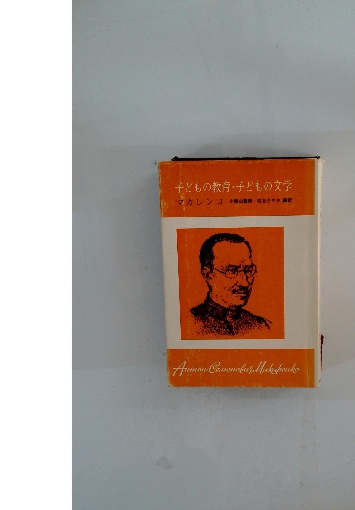 子どもの教育・子どもの文学
マカレンコ
Антон Семенович Макаренко